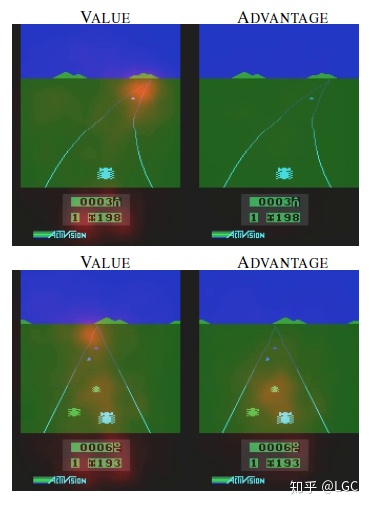 VALUE ADVANTAGE
0003 0003
1 198 1 198
ACTIVISION ACTIVISION
VALUE ADVANTAGE
0006 0006
1 193 1 193
ACTIVISION
知乎 @LGC